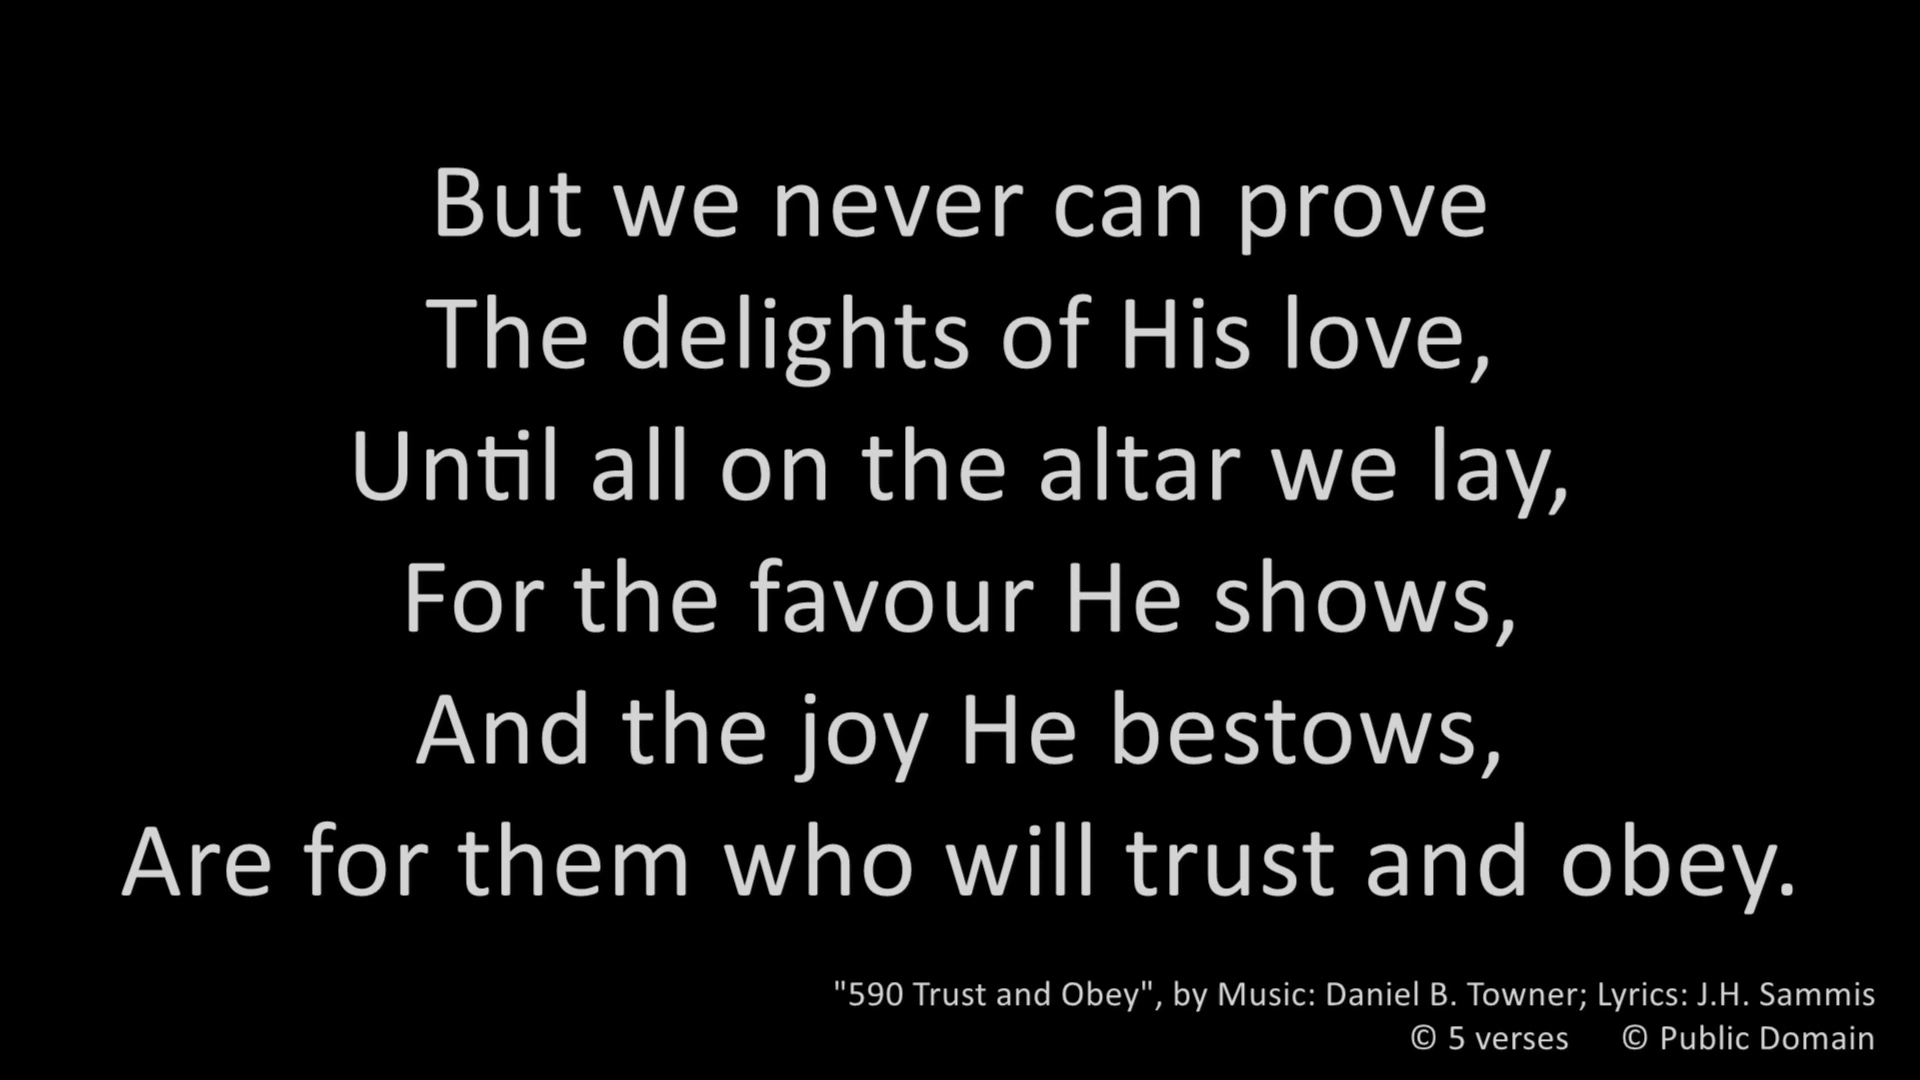 But we never can prove
The delights of His love,
Until all on the altar we lay,
For the favour He shows,
And the joy He bestows,
Are for them who will trust and obey.
"590 Trust and Obey", by Music: Daniel B. Towner; Lyrics: J.H. Sammis
© 5 verses © Public Domain